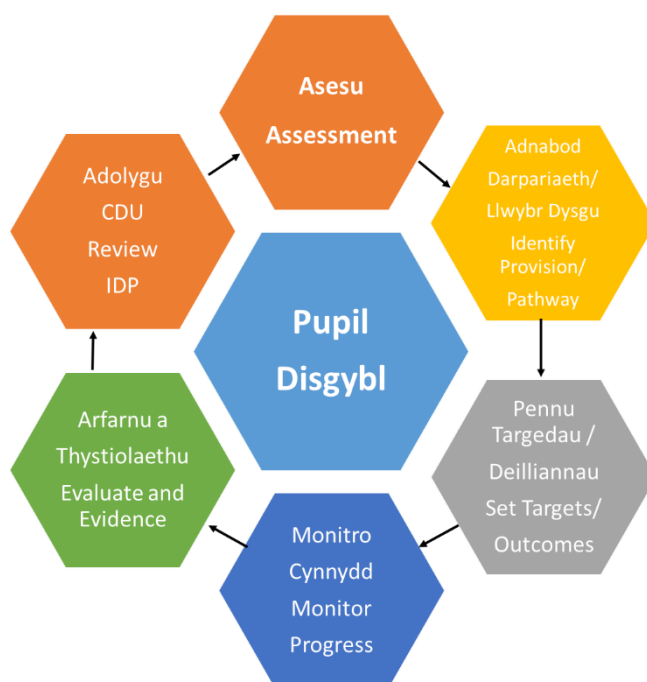 Asesu
Assessment
Adnabod
Darpariaeth/
Llwybr Dysgu
Identify
Provision/
Pathway
Pennu
Targedau /
Deilliannau
Set Targets/
Outcomes
Monitro
Cynnydd
Monitor
Progress
Arfarnu a
Thystiolaethu
Evaluate and
Evidence
Adolygu
CDU
Review
IDP
Pupil
Disgybl